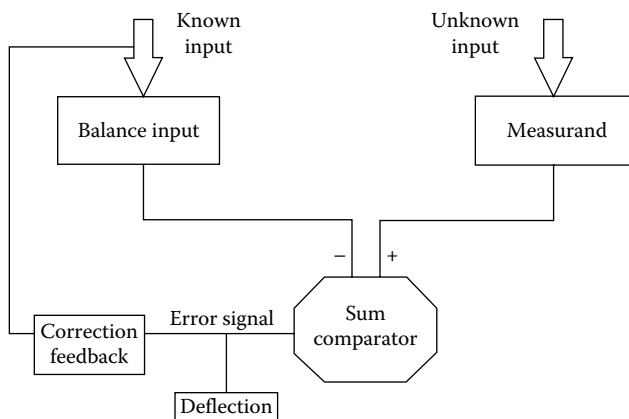 Known
input
Unknown
input
Balance input
Measurand
− +
Sum
comparator
Error signal
Correction
feedback
Deflection